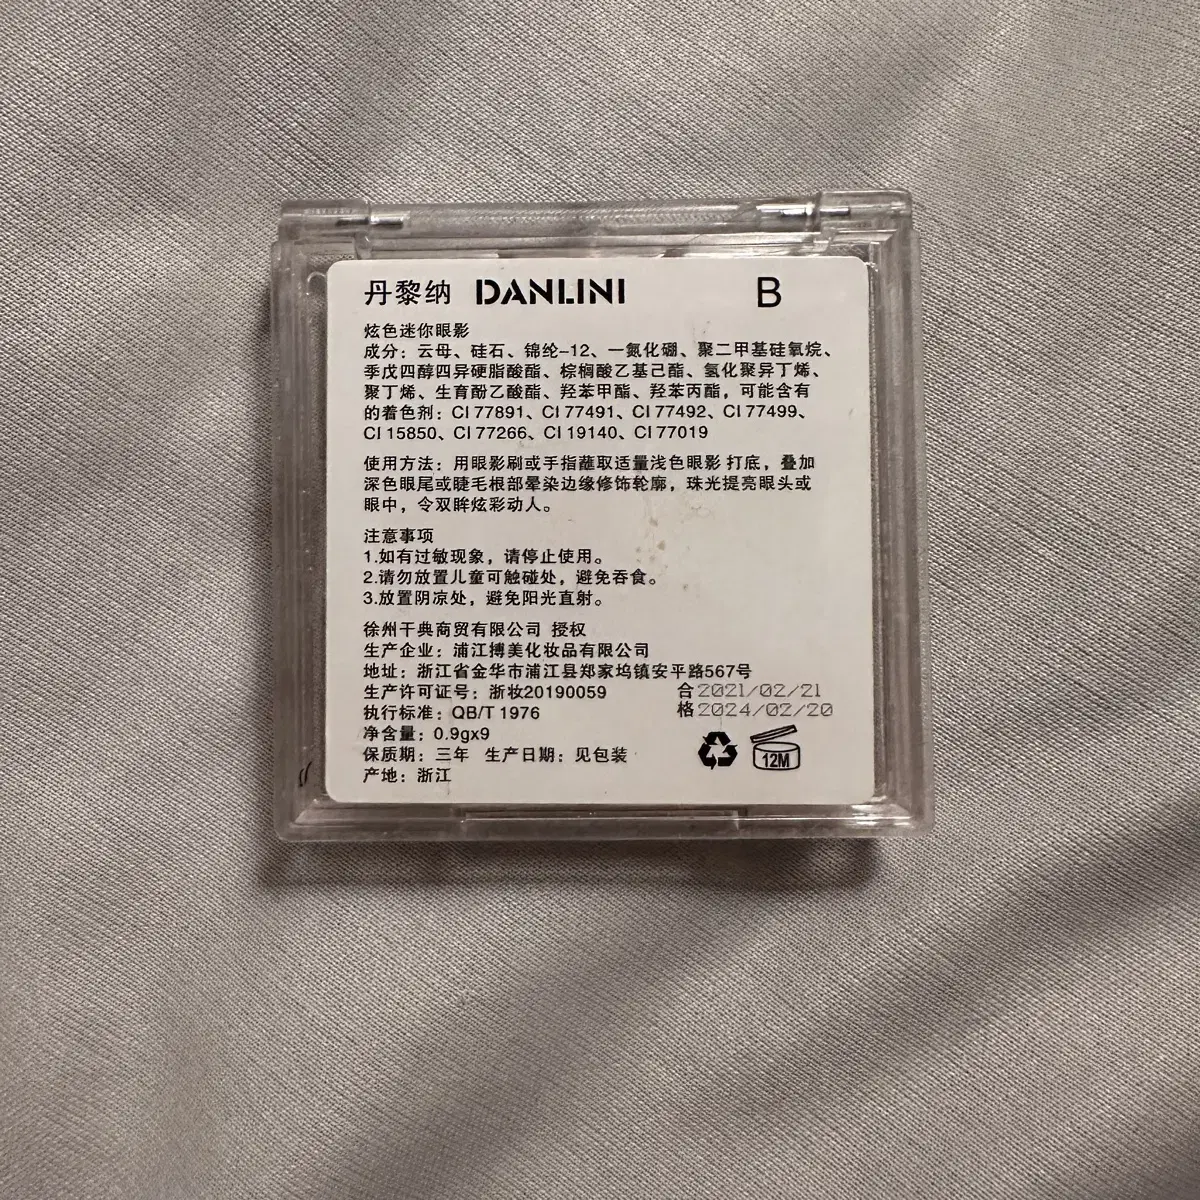 丹黎纳 DANLINI B
炫色迷你眼影
成分：云母、硅石、锦纶-12、一氮化硼、聚二甲基硅氧烷、
季戊四醇四异硬脂酸酯、棕榈酸乙基己酯、氢化聚异丁烯、
聚丁烯、生育酚乙酸酯、羟苯甲酯、羟苯丙酯，可能含有
的着色剂：CI 77891、CI 77491、CI 77492、CI 77499、
CI 15850、CI 77266、CI 19140、CI 77019
使用方法：用眼影刷或手指蘸取适量浅色眼影 打底，叠加
深色眼尾或睫毛根部晕染边缘修饰轮廓，珠光提亮眼头或
眼中，令双眸炫彩动人。
注意事项
1.如有过敏现象，请停止使用。
2.请勿放置儿童可触碰处，避免吞食。
3.放置阴凉处，避免阳光直射。
徐州干典商贸有限公司 授权
生产企业：浦江搏美化妆品有限公司
地址：浙江省金华市浦江县郑家坞镇安平路567号
生产许可证号：浙妆20190059 合 2021/02/21
执行标准：QB/T 1976 格 2024/02/20
净含量：0.9gx9
保质期：三年 生产日期：见包装 12M
产地：浙江